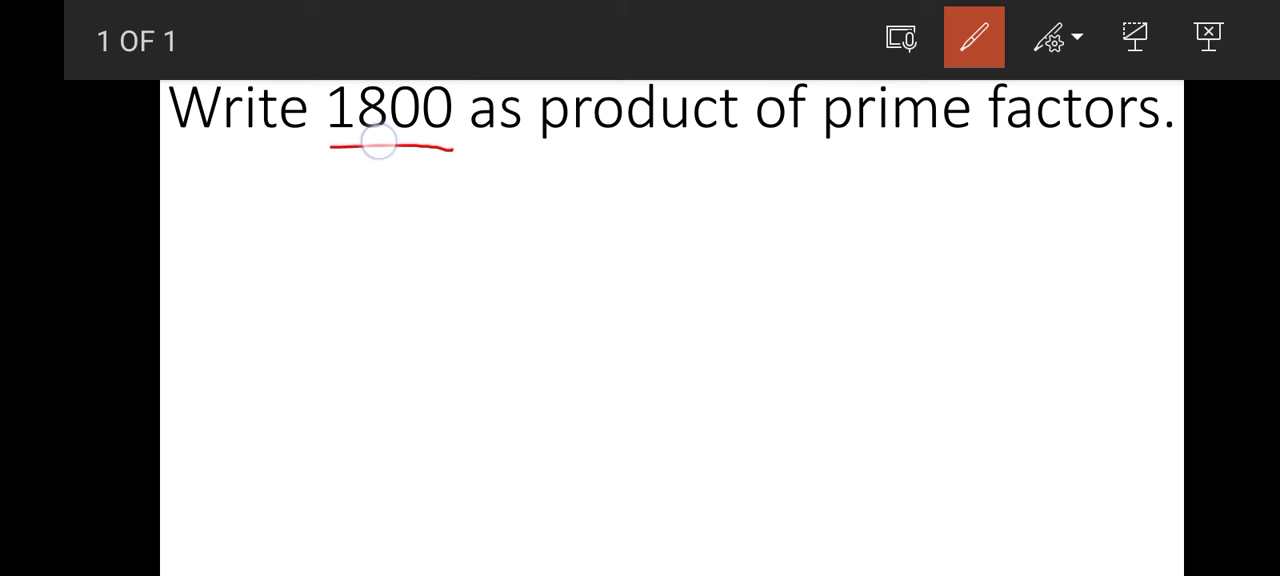 1 OF 1
Write 1800 as product of prime factors.